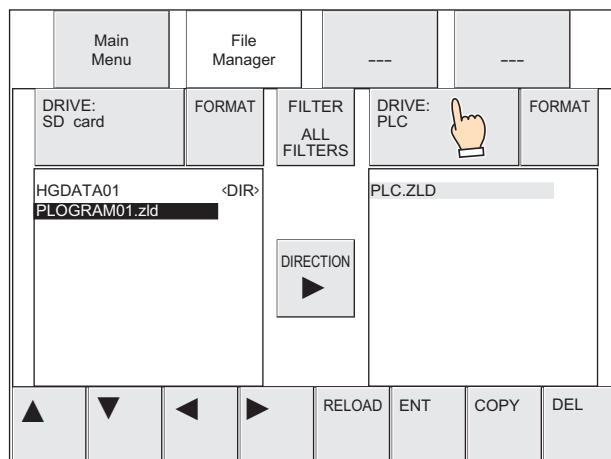 Main
Menu
File
Manager
---
---
DRIVE:
SD card
FORMAT
FILTER
ALL
FILTERS
DRIVE:
PLC
FORMAT
HGDATA01 <DIR>
PLOGRAM01.zld
PLC.ZLD
DIRECTION
RELOAD
ENT
COPY
DEL